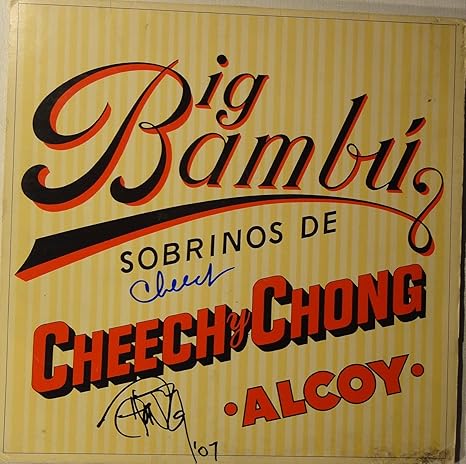 Big
Bambú
SOBRINOS DE
Cheech
CHEECH y CHONG
• ALCOY •
'07